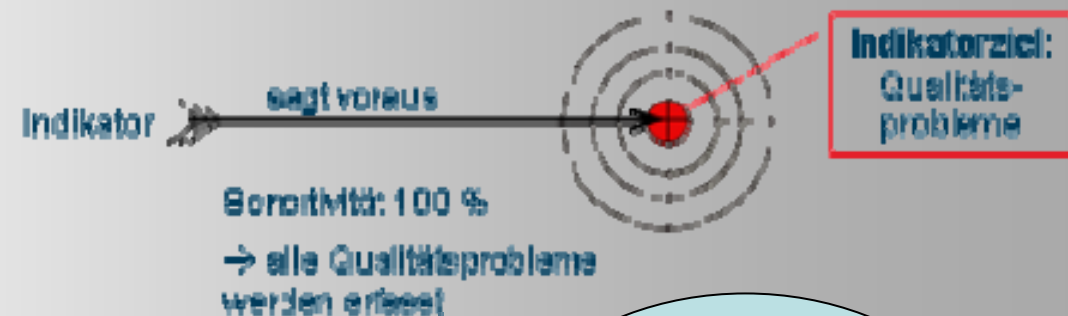 Indikatorziel:
sagt voraus
Qualitäts-
Indikator
probleme
Sensitivität: 100 %
→ alle Qualitätsprobleme
werden erfasst